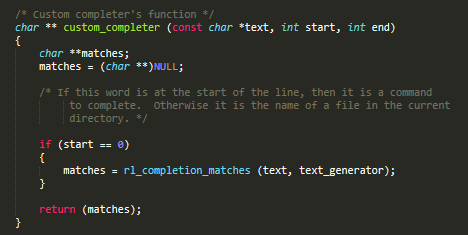 /* Custom completer's function */
char ** custom_completer (const char *text, int start, int end)
{
    char **matches;
    matches = (char **)NULL;

    /* If this word is at the start of the line, then it is a command
        to complete.  Otherwise it is the name of a file in the current
        directory. */

    if (start == 0)
    {
        matches = rl_completion_matches (text, text_generator);
    }

    return (matches);
}